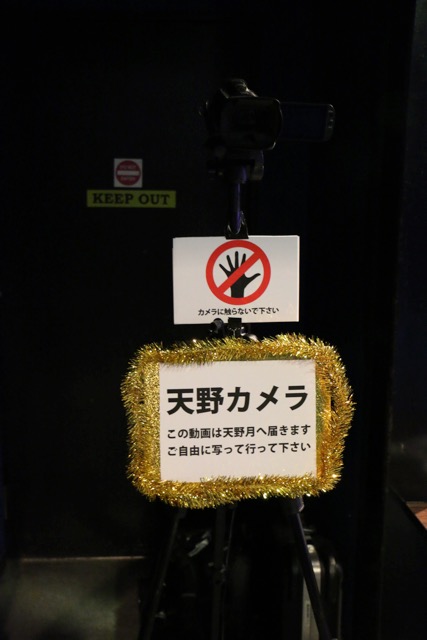 KEEP OUT
カメラに触らないで下さい
天野カメラ
この動画は天野月へ届きます
ご自由に写って行って下さい